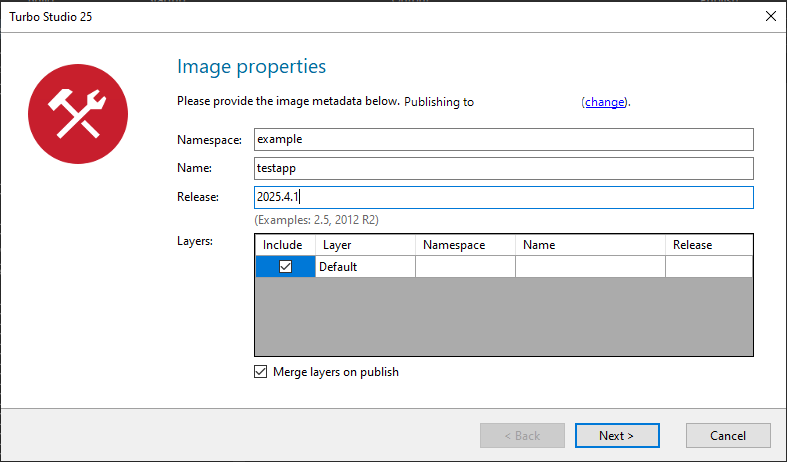 Turbo Studio 25
Image properties
Please provide the image metadata below. Publishing to (change).
Namespace: example
Name: testapp
Release: 2025.4.1
(Examples: 2.5, 2012 R2)
Layers: Include Layer Namespace Name Release
Default
Merge layers on publish
< Back Next > Cancel